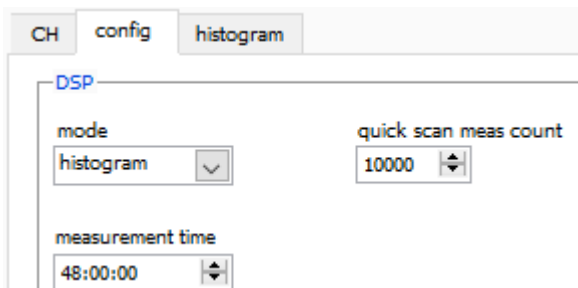 CH config histogram
DSP
mode quick scan meas count
histogram 10000
measurement time
48:00:00